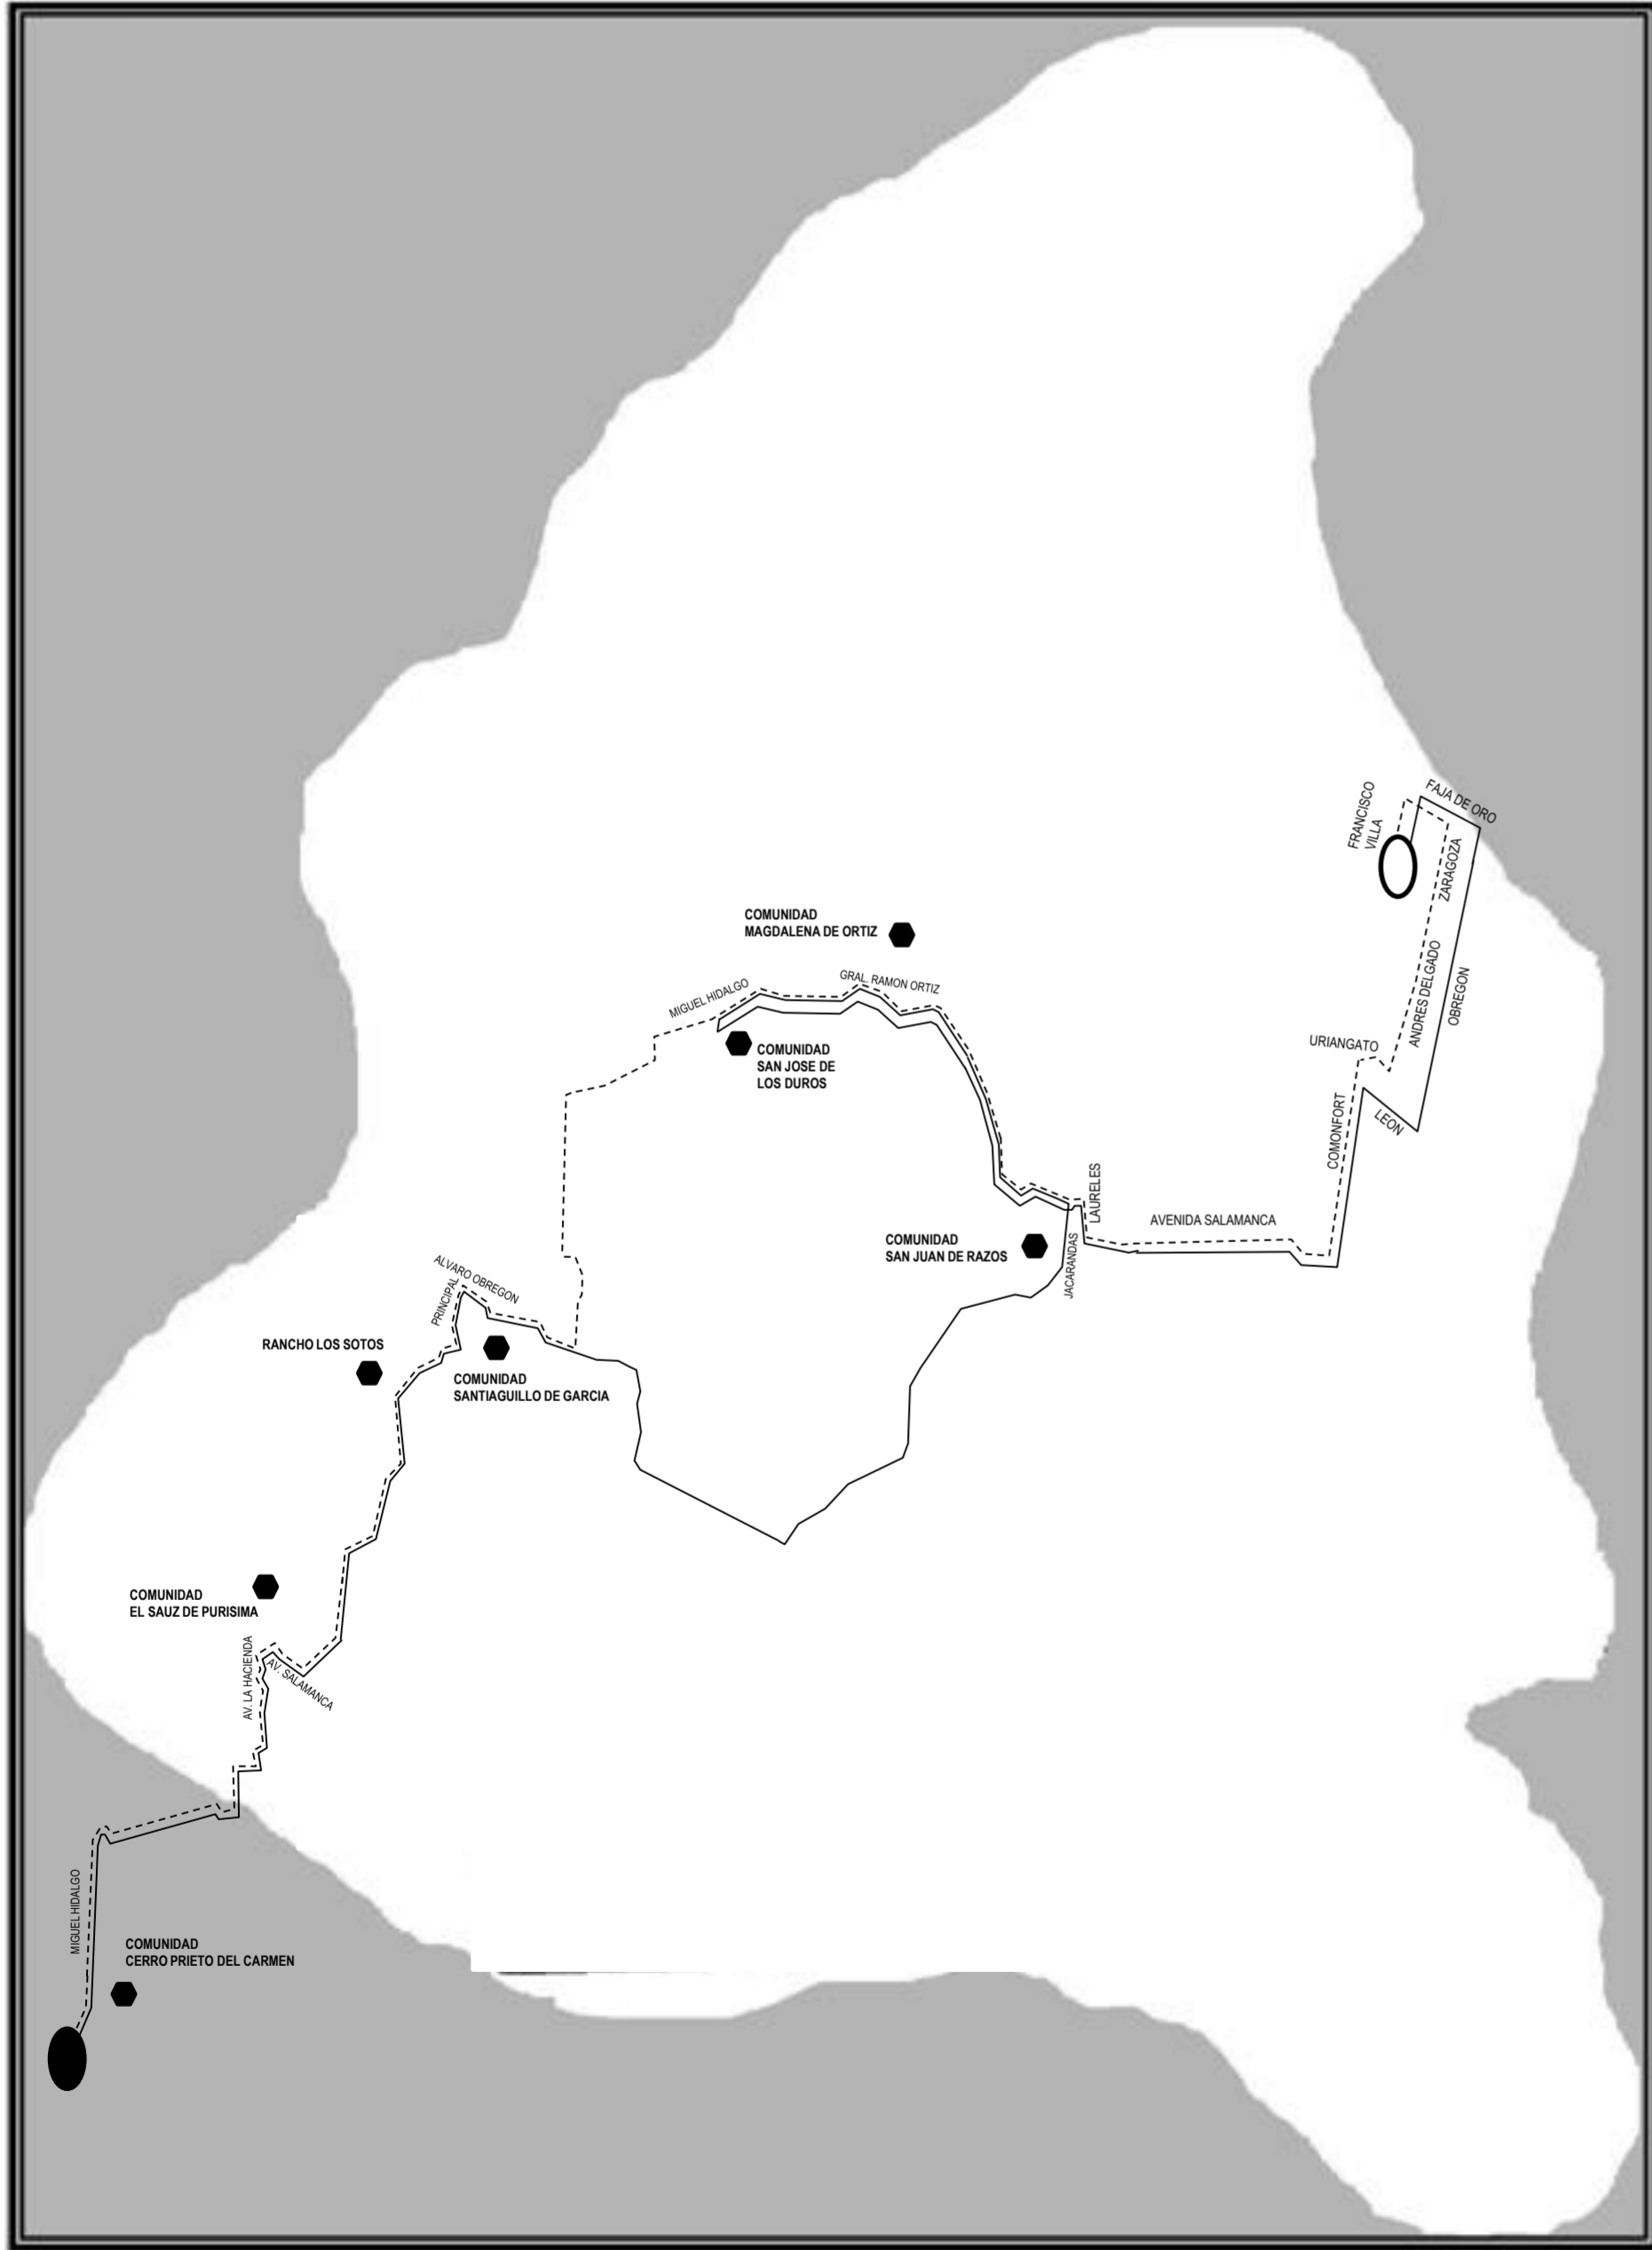 FAJA DE ORO
FRANCISCO
VILLA
ZARAGOZA
COMUNIDAD
MAGDALENA DE ORTIZ
ANDRES DELGADO
OBREGON
GRAL. RAMON ORTIZ
MIGUEL HIDALGO
URIANGATO
COMUNIDAD
SAN JOSE DE
LOS DUROS
LEON
COMONFORT
LAURELES
AVENIDA SALAMANCA
COMUNIDAD
SAN JUAN DE RAZOS
JACARANDAS
ALVARO OBREGON
PRINCIPAL
RANCHO LOS SOTOS
COMUNIDAD
SANTIAGUILLO DE GARCIA
COMUNIDAD
EL SAUZ DE PURISIMA
AV. LA HACIENDA
AV. SALAMANCA
MIGUEL HIDALGO
COMUNIDAD
CERRO PRIETO DEL CARMEN